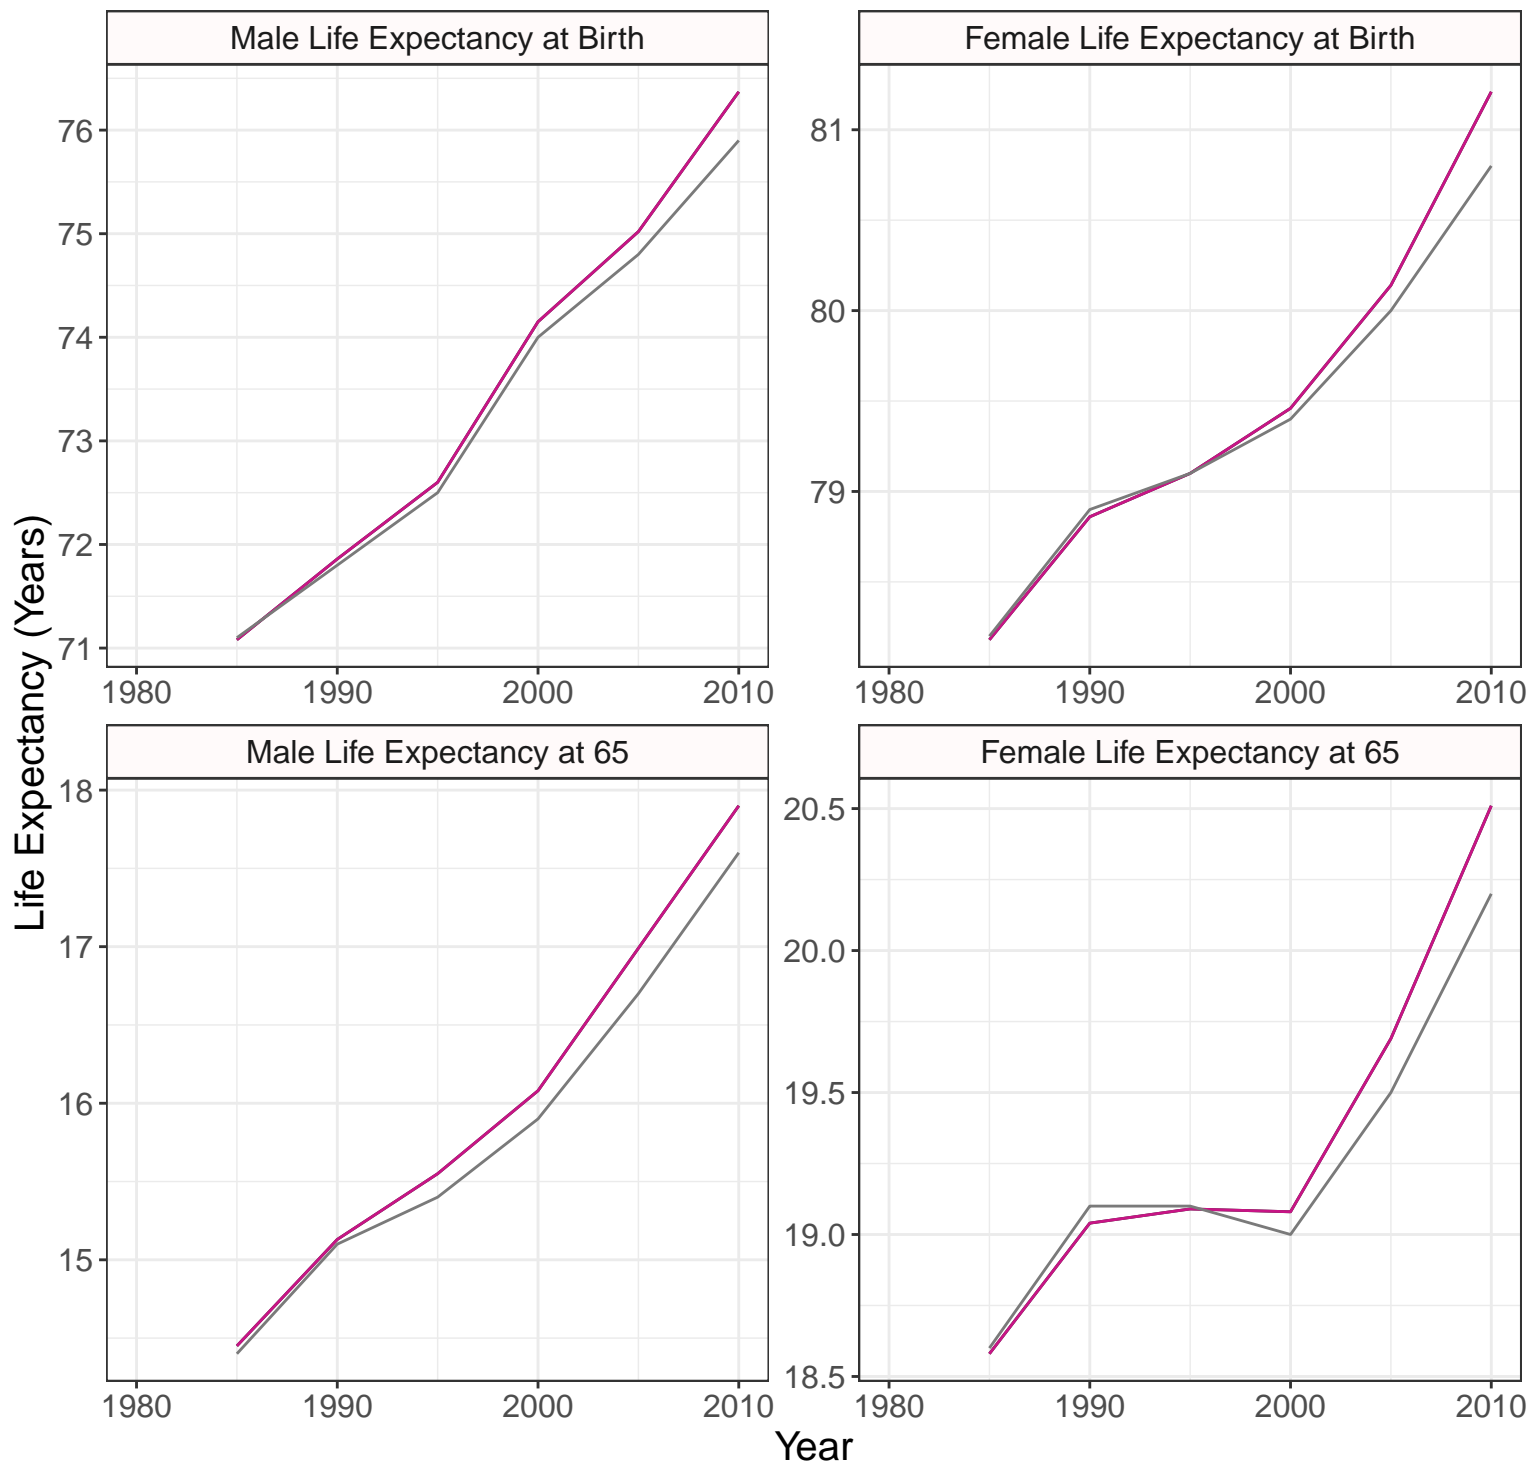 Male Life Expectancy at Birth
Female Life Expectancy at Birth
76
75
74
73
72
71
81
80
79
1980 1990 2000 2010
1980 1990 2000 2010
Life Expectancy (Years)
Male Life Expectancy at 65
Female Life Expectancy at 65
18
17
16
15
20.5
20.0
19.5
19.0
18.5
1980 1990 2000 2010
1980 1990 2000 2010
Year